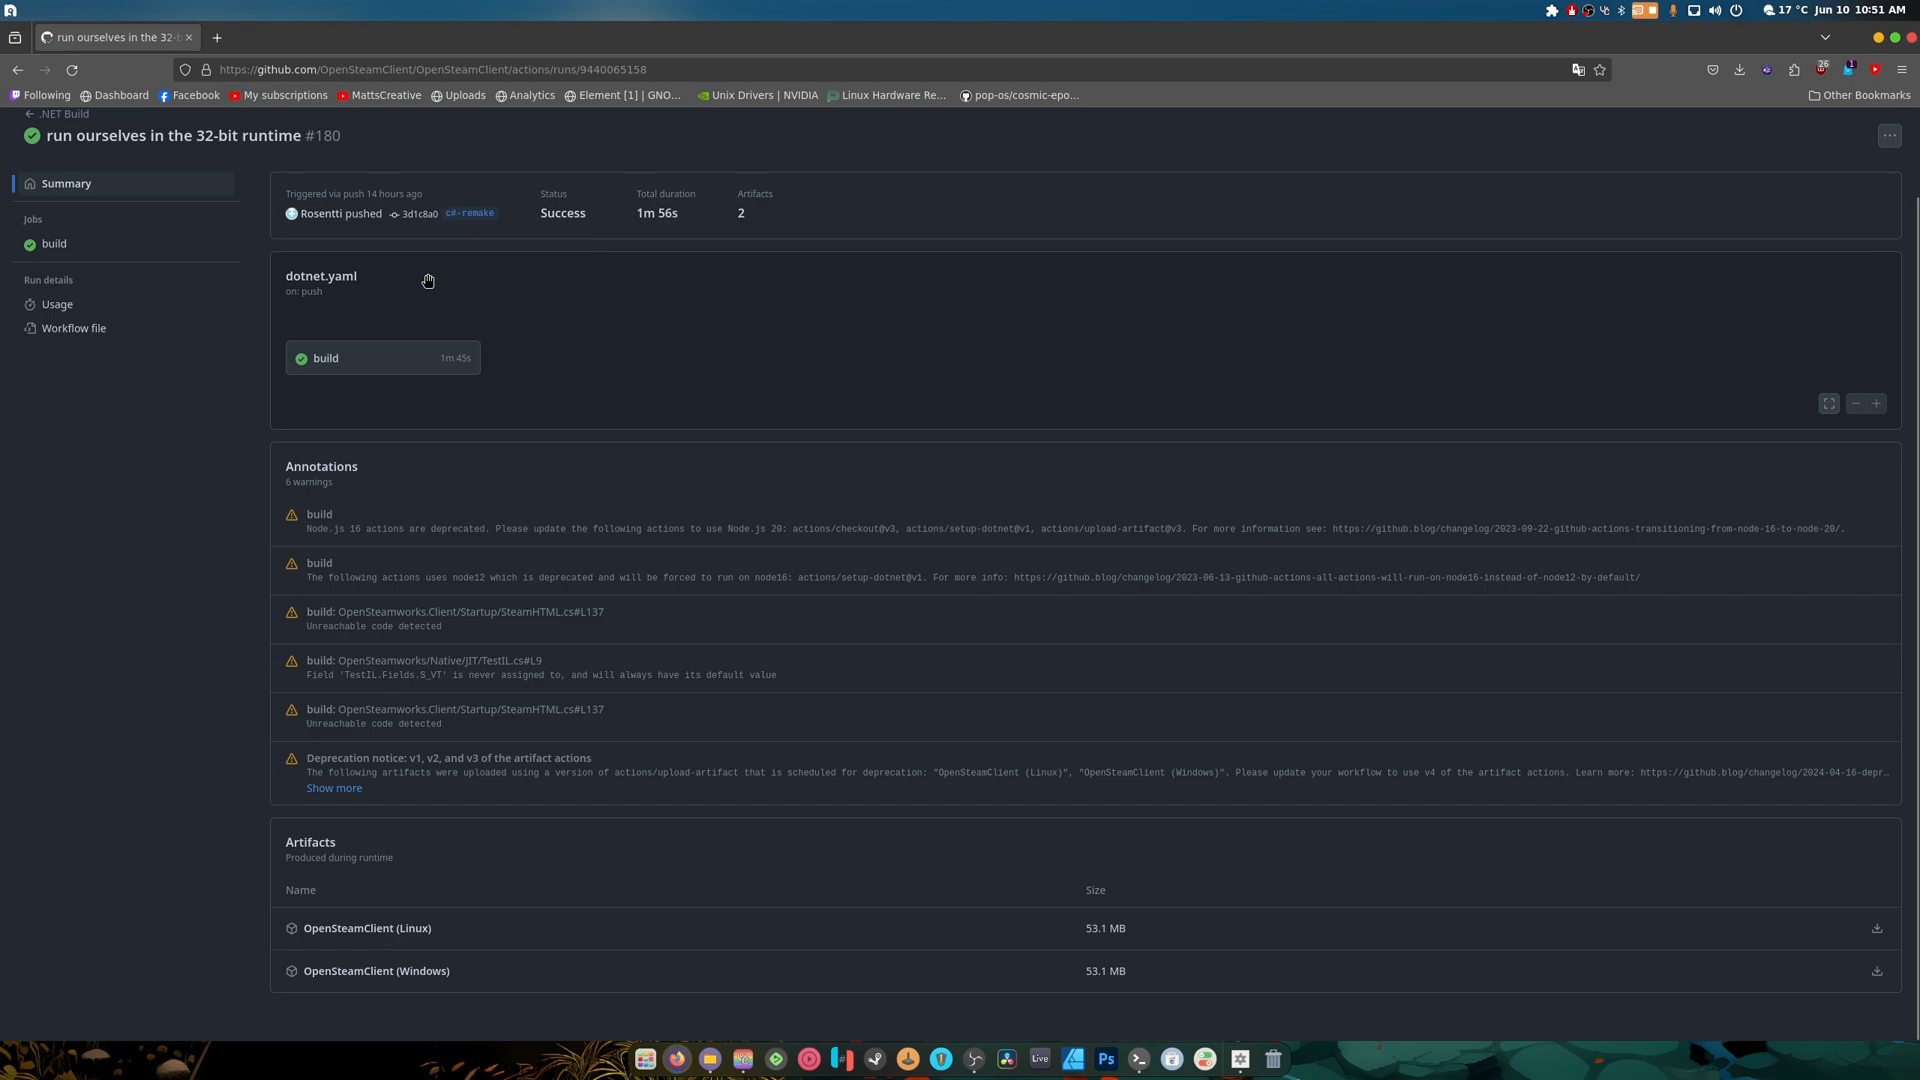 17 °C Jun 10 10:51 AM
run ourselves in the 32-b
https://github.com/OpenSteamClient/OpenSteamClient/actions/runs/9440065158
26
1
Following Dashboard Facebook My subscriptions MattsCreative Uploads Analytics Element [1] | GNO... Unix Drivers | NVIDIA Linux Hardware Re... pop-os/cosmic-epo... Other Bookmarks
.NET Build
run ourselves in the 32-bit runtime #180
Summary
Jobs
build
Run details
Usage
Workflow file
Triggered via push 14 hours ago
Rosentti pushed 3d1c8a0 c#-remake
Status
Success
Total duration
1m 56s
Artifacts
2
dotnet.yaml
on: push
build 1m 45s
Annotations
6 warnings
build
Node.js 16 actions are deprecated. Please update the following actions to use Node.js 20: actions/checkout@v3, actions/setup-dotnet@v1, actions/upload-artifact@v3. For more information see: https://github.blog/changelog/2023-09-22-github-actions-transitioning-from-node-16-to-node-20/.
build
The following actions uses node12 which is deprecated and will be forced to run on node16: actions/setup-dotnet@v1. For more info: https://github.blog/changelog/2023-06-13-github-actions-all-actions-will-run-on-node16-instead-of-node12-by-default/
build: OpenSteamworks.Client/Startup/SteamHTML.cs#L137
Unreachable code detected
build: OpenSteamworks/Native/JIT/TestIL.cs#L9
Field 'TestIL.Fields.S_VT' is never assigned to, and will always have its default value
build: OpenSteamworks.Client/Startup/SteamHTML.cs#L137
Unreachable code detected
Deprecation notice: v1, v2, and v3 of the artifact actions
The following artifacts were uploaded using a version of actions/upload-artifact that is scheduled for deprecation: "OpenSteamClient (Linux)", "OpenSteamClient (Windows)". Please update your workflow to use v4 of the artifact actions. Learn more: https://github.blog/changelog/2024-04-16-depr...
Show more
Artifacts
Produced during runtime
Name Size
OpenSteamClient (Linux) 53.1 MB
OpenSteamClient (Windows) 53.1 MB
Live
Ps